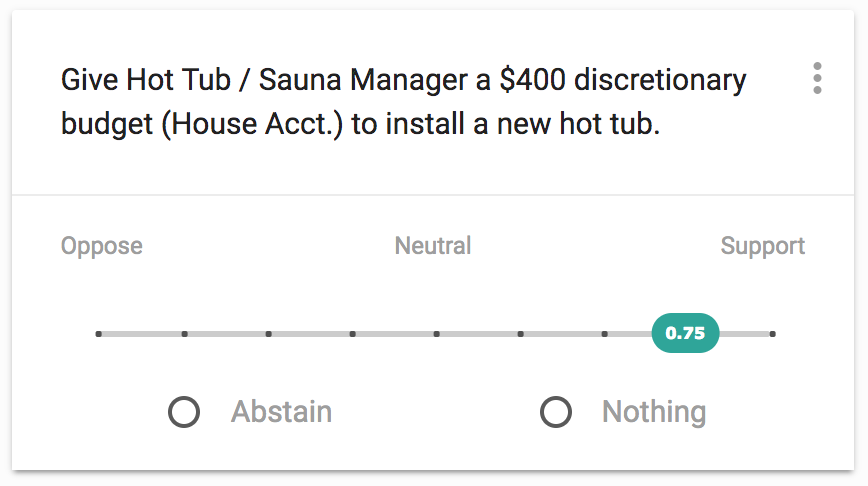 Give Hot Tub / Sauna Manager a $400 discretionary
budget (House Acct.) to install a new hot tub.
Oppose Neutral Support
0.75
Abstain Nothing